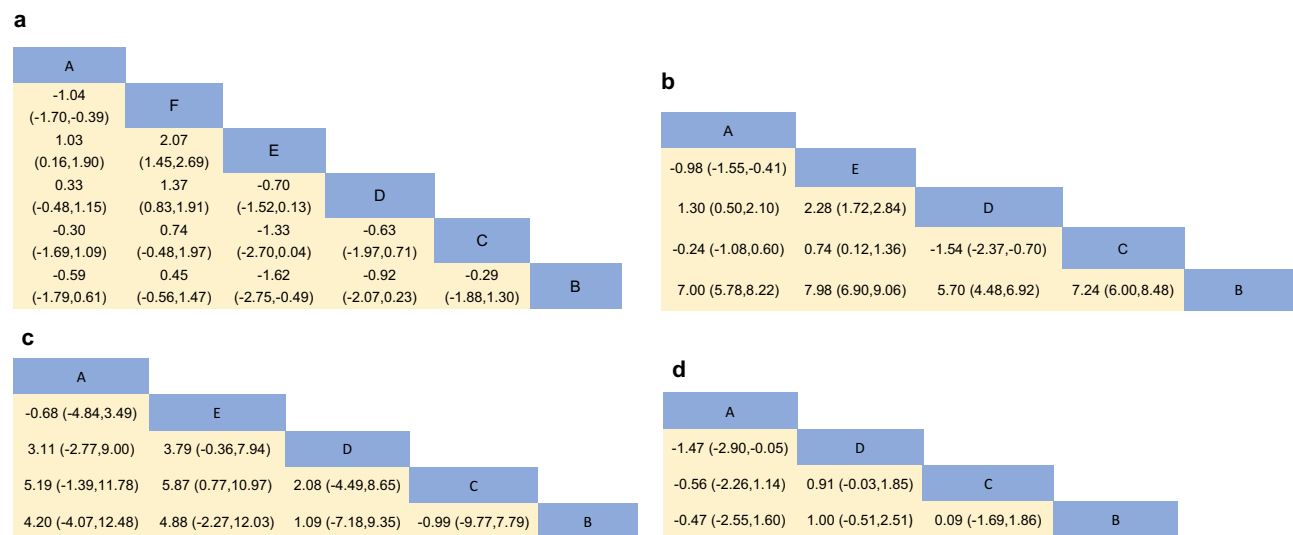 a
A
-1.04
(-1.70,-0.39)
F
1.03
(0.16,1.90)
2.07
(1.45,2.69)
E
0.33
(-0.48,1.15)
1.37
(0.83,1.91)
-0.70
(-1.52,0.13)
D
-0.30
(-1.69,1.09)
0.74
(-0.48,1.97)
-1.33
(-2.70,0.04)
-0.63
(-1.97,0.71)
C
-0.59
(-1.79,0.61)
0.45
(-0.56,1.47)
-1.62
(-2.75,-0.49)
-0.92
(-2.07,0.23)
-0.29
(-1.88,1.30)
B
b
A
-0.98 (-1.55,-0.41)
E
1.30 (0.50,2.10)
2.28 (1.72,2.84)
D
-0.24 (-1.08,0.60)
0.74 (0.12,1.36)
-1.54 (-2.37,-0.70)
C
7.00 (5.78,8.22)
7.98 (6.90,9.06)
5.70 (4.48,6.92)
7.24 (6.00,8.48)
B
c
A
-0.68 (-4.84,3.49)
E
3.11 (-2.77,9.00)
3.79 (-0.36,7.94)
D
5.19 (-1.39,11.78)
5.87 (0.77,10.97)
2.08 (-4.49,8.65)
C
4.20 (-4.07,12.48)
4.88 (-2.27,12.03)
1.09 (-7.18,9.35)
-0.99 (-9.77,7.79)
B
d
A
-1.47 (-2.90,-0.05)
D
-0.56 (-2.26,1.14)
0.91 (-0.03,1.85)
C
-0.47 (-2.55,1.60)
1.00 (-0.51,2.51)
0.09 (-1.69,1.86)
B